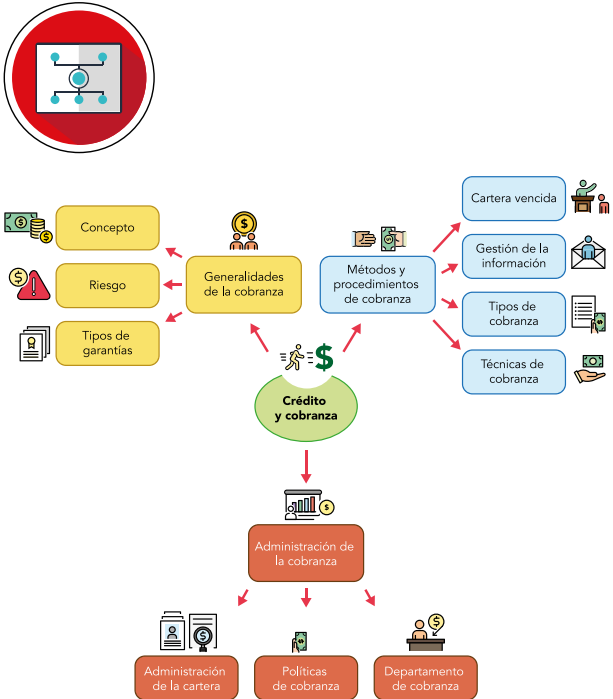 Concepto
Riesgo
Tipos de
garantías
Generalidades
de la cobranza
Métodos y
procedimientos
de cobranza
Cartera vencida
Gestión de la
información
Tipos de
cobranza
Técnicas de
cobranza
Crédito
y cobranza
Administración de
la cobranza
Administración
de la cartera
Políticas
de cobranza
Departamento
de cobranza